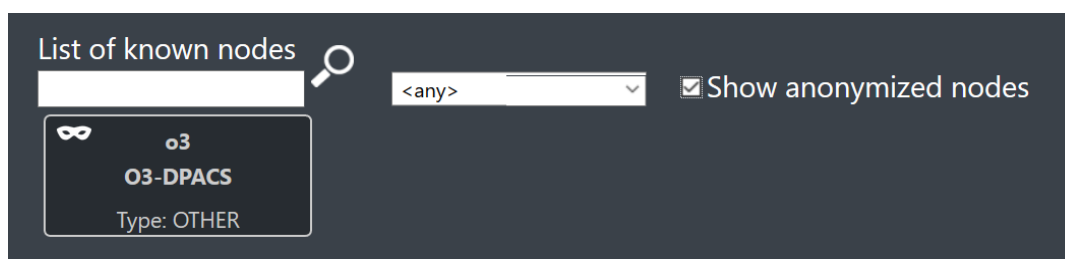 List of known nodes
<any>
Show anonymized nodes
o3
O3-DPACS
Type: OTHER